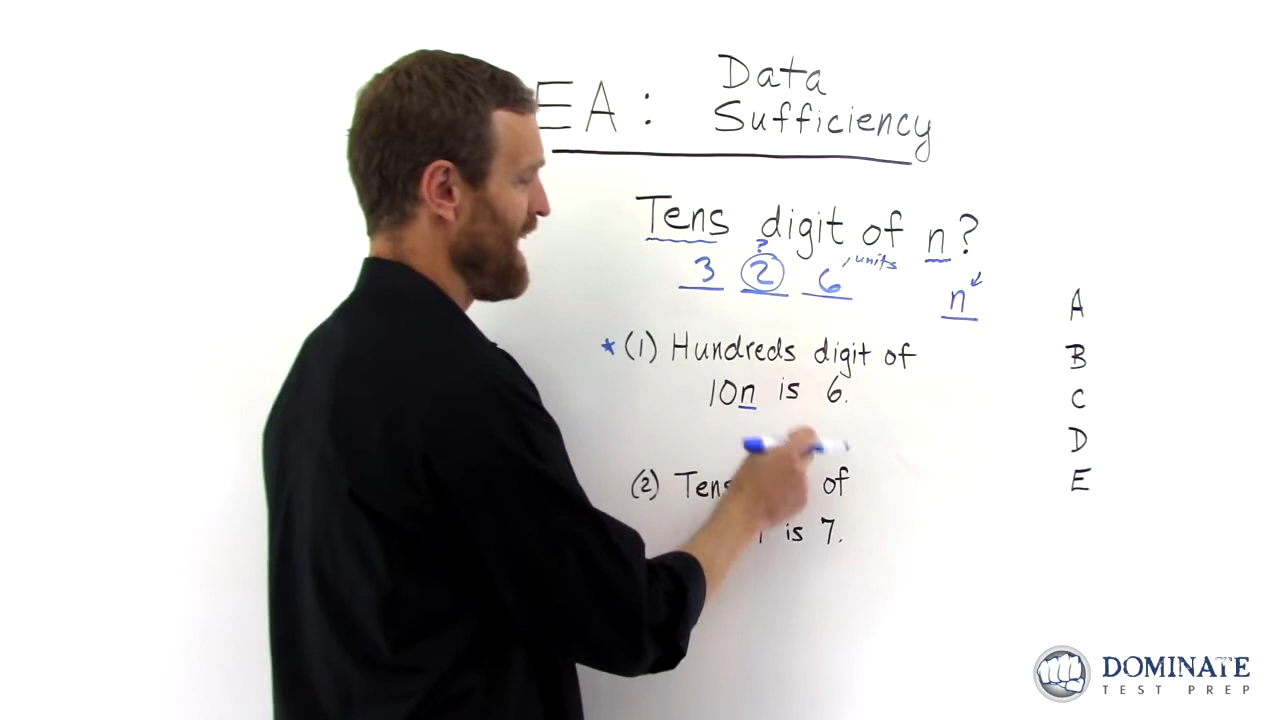 EA: Data
Sufficiency
Tens digit of n?
?
3 2 6 units
n
A
* (1) Hundreds digit of
B
10n is 6.
C
D
(2) Tens of
E
is 7.
DOMINATE
TEST PREP